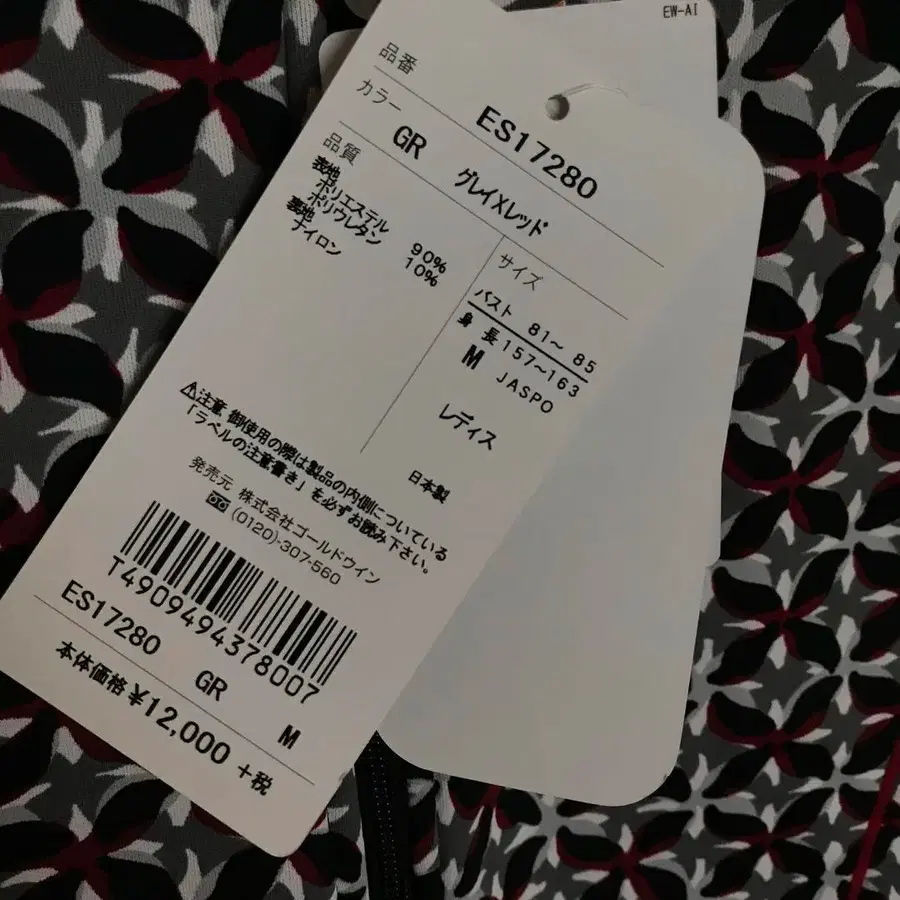 EW-AI
品番
ES17280
カラー
GR グレイXレッド
品質
表地
ポリエステル 90%
ポリウレタン 10%
裏地
ナイロン
サイズ
バスト 81~ 85
身 長 157~163
M JASPO
レディス
日本製
⚠注意 御使用の際は製品の内側についている
「ラベルの注意書き」を必ずお読み下さい。
発売元 株式会社ゴールドウイン
(0120)-307-560
T4909494378007
ES17280 GR M
本体価格 ¥12,000 +税